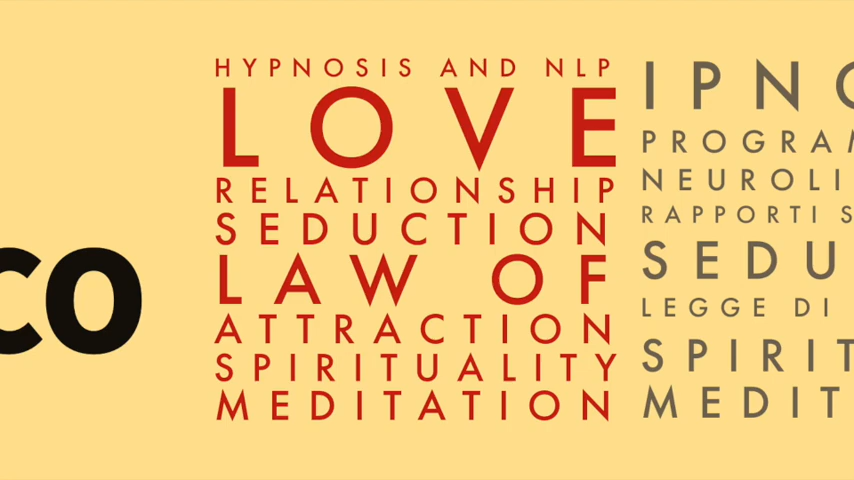 co
HYPNOSIS AND NLP
LOVE
RELATIONSHIP
SEDUCTION
LAW OF
ATTRACTION
SPIRITUALITY
MEDITATION
IPNO
PROGRAM
NEUROLI
RAPPORTI S
SEDU
LEGGE DI
SPIRIT
MEDIT